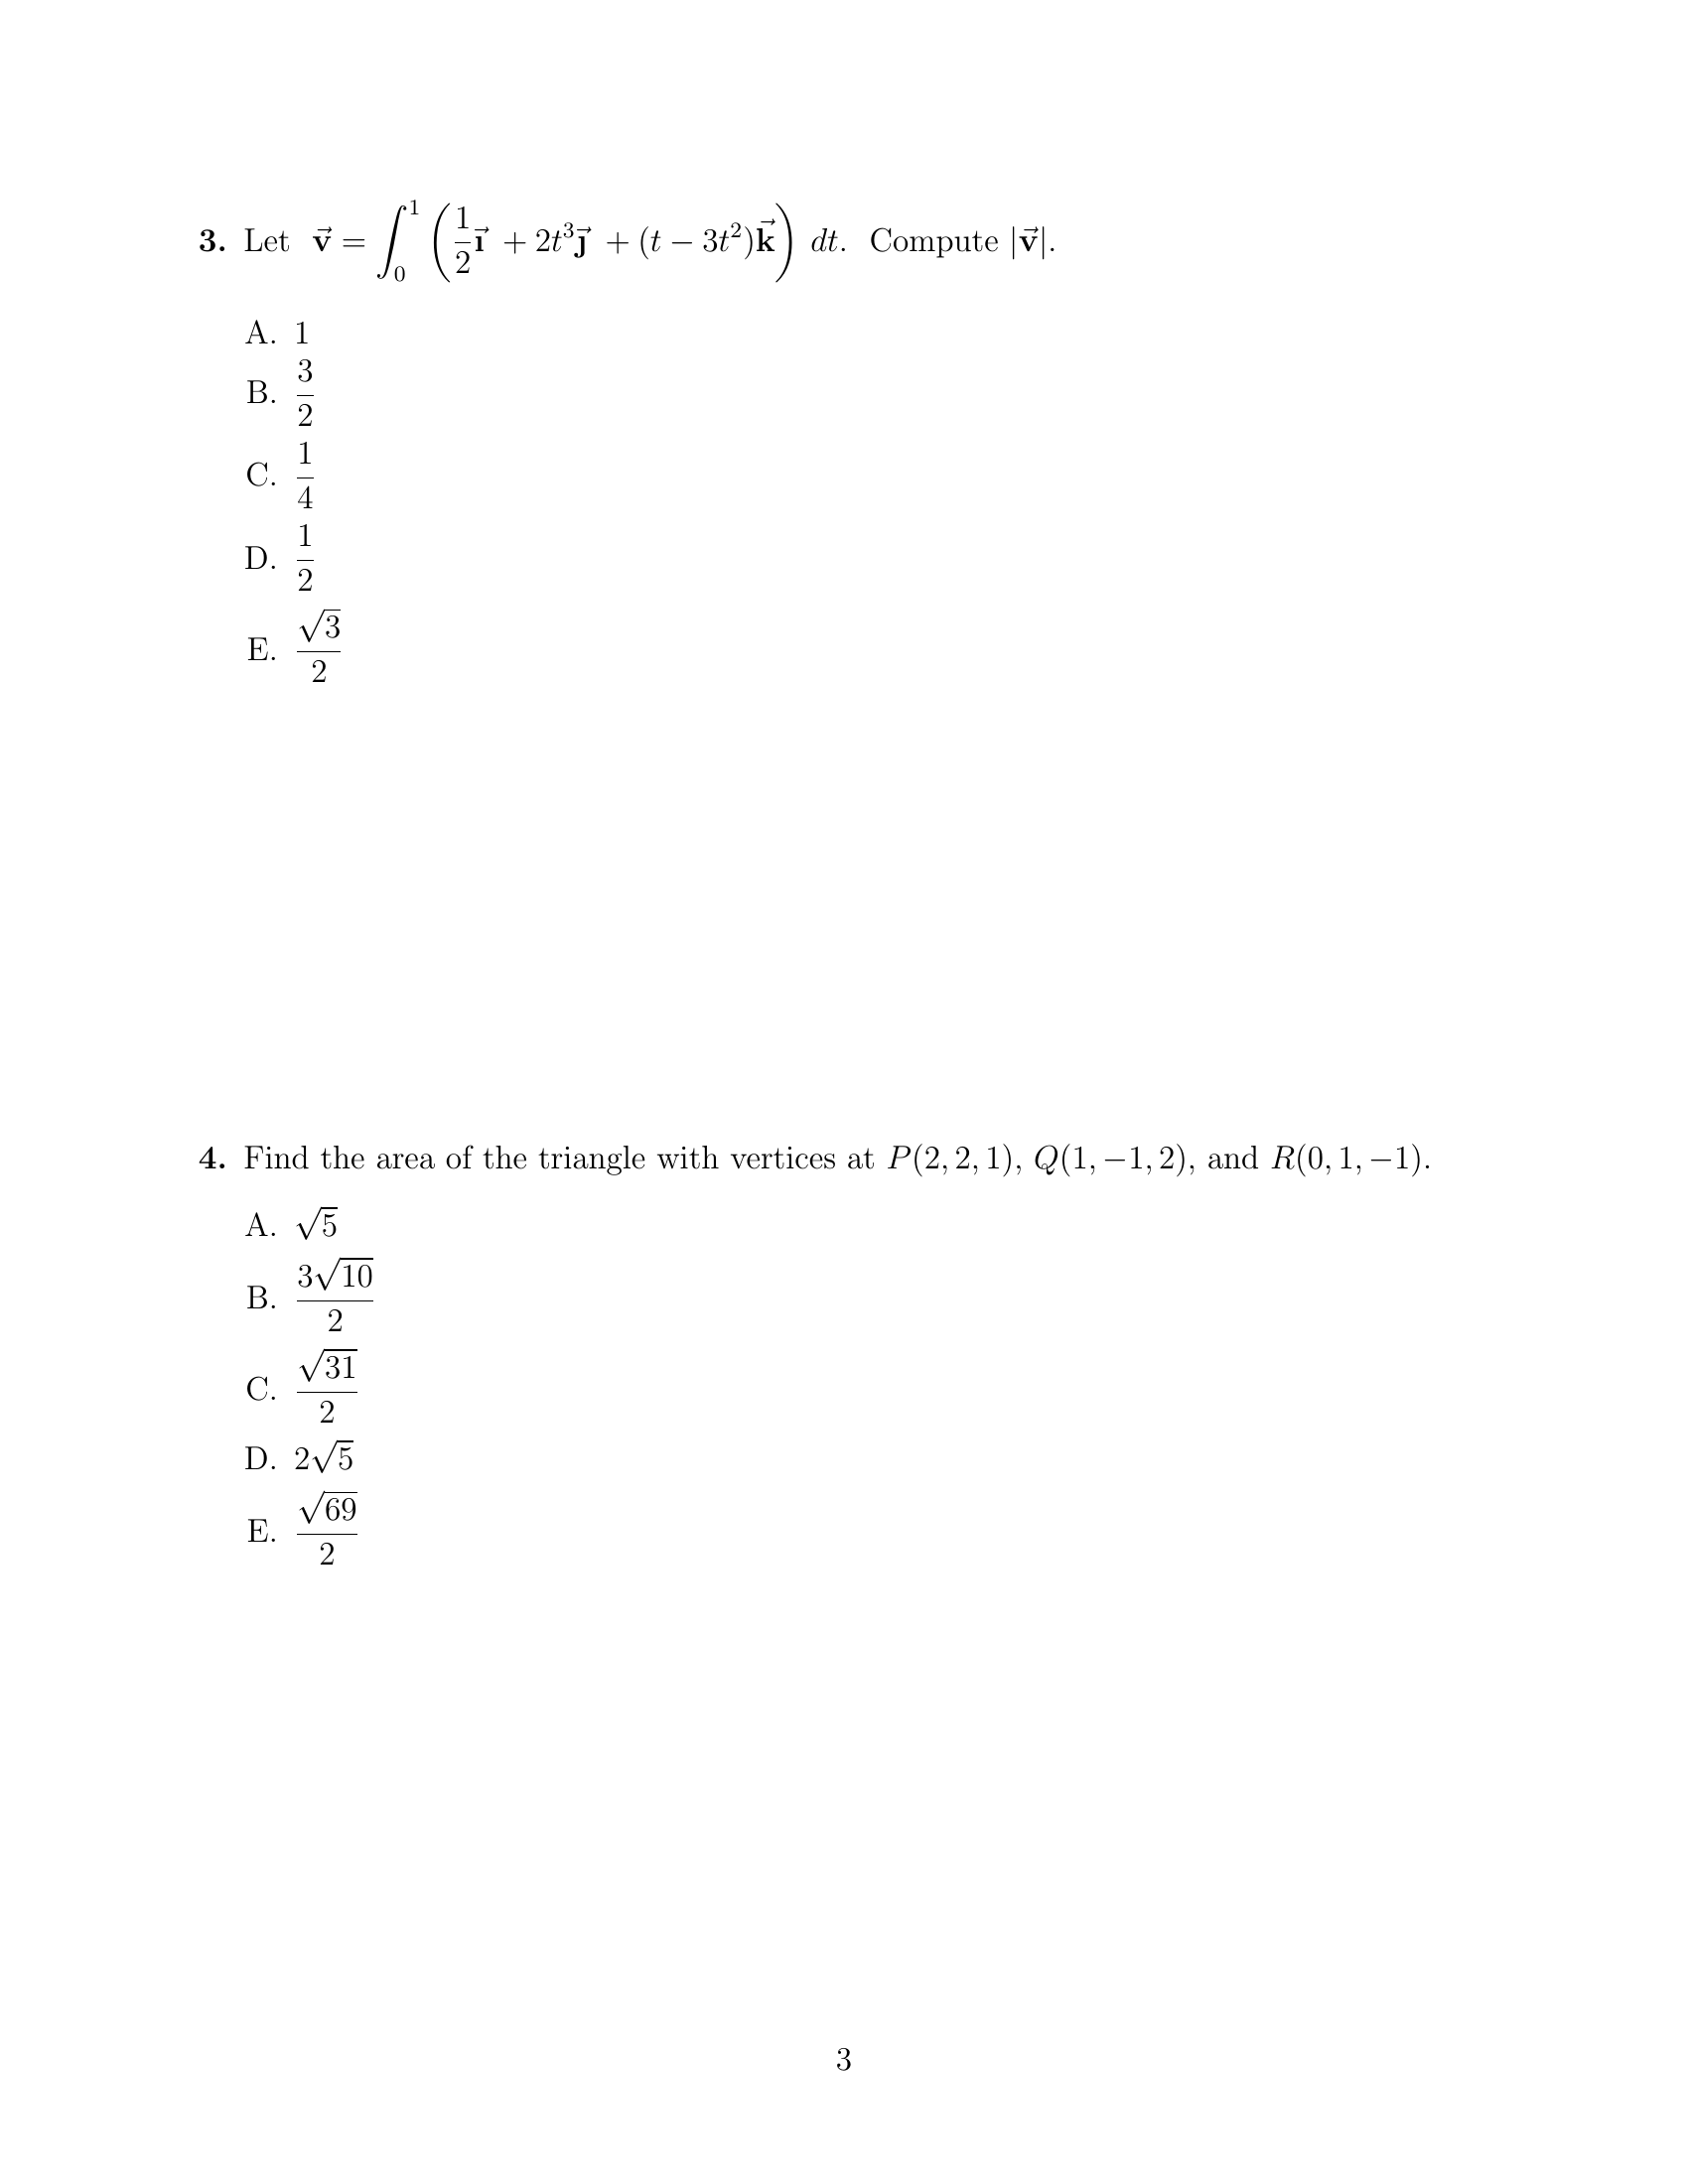 3. Let $\vec{\mathbf{v}} = \int_0^1 \left( \frac{1}{2}\vec{\mathbf{\imath}} + 2t^3\vec{\mathbf{\jmath}} + (t - 3t^2)\vec{\mathbf{k}} \right) dt$. Compute $|\vec{\mathbf{v}}|$.
A. 1
B. $\frac{3}{2}$
C. $\frac{1}{4}$
D. $\frac{1}{2}$
E. $\frac{\sqrt{3}}{2}$
4. Find the area of the triangle with vertices at $P(2, 2, 1)$, $Q(1, -1, 2)$, and $R(0, 1, -1)$.
A. $\sqrt{5}$
B. $\frac{3\sqrt{10}}{2}$
C. $\frac{\sqrt{31}}{2}$
D. $2\sqrt{5}$
E. $\frac{\sqrt{69}}{2}$
3